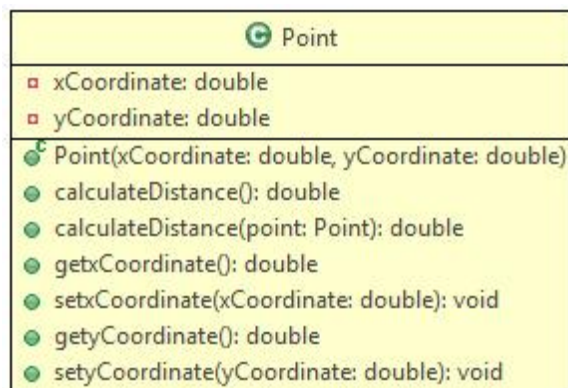 C Point
xCoordinate: double
yCoordinate: double
C Point(xCoordinate: double, yCoordinate: double)
calculateDistance(): double
calculateDistance(point: Point): double
getxCoordinate(): double
setxCoordinate(xCoordinate: double): void
getyCoordinate(): double
setyCoordinate(yCoordinate: double): void